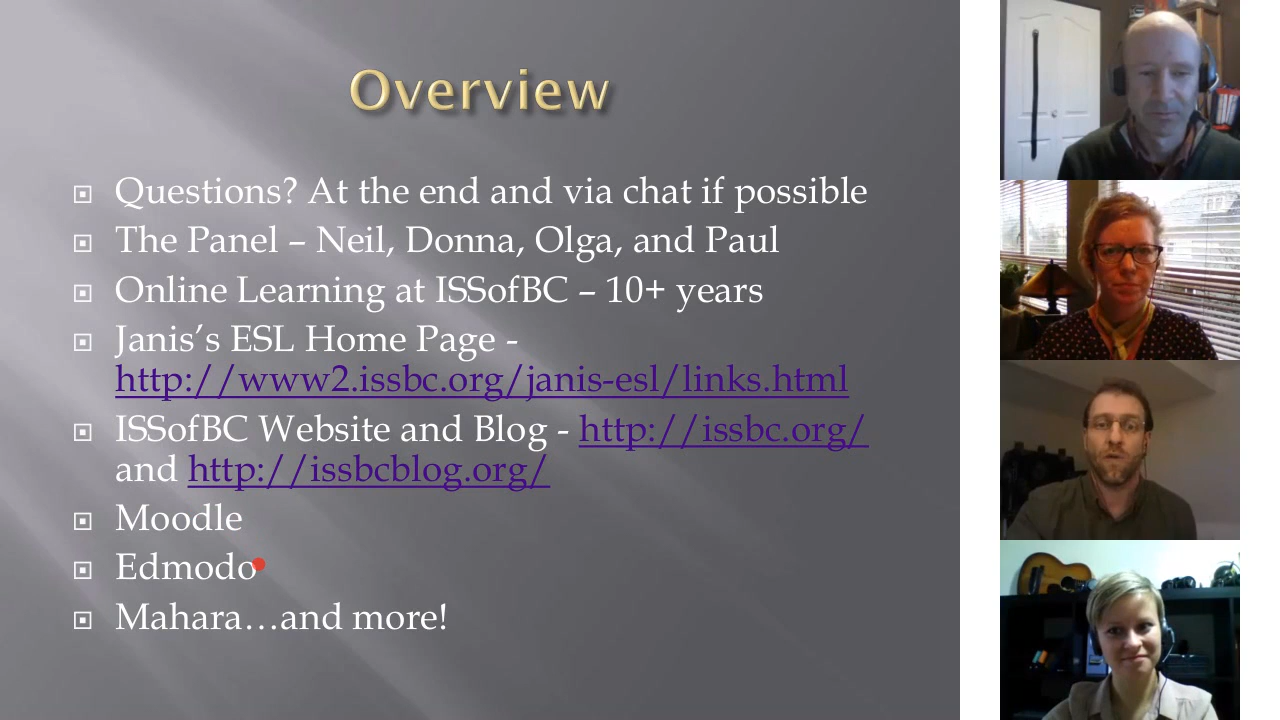 Overview
Questions? At the end and via chat if possible
The Panel – Neil, Donna, Olga, and Paul
Online Learning at ISSofBC – 10+ years
Janis’s ESL Home Page -
http://www2.issbc.org/janis-esl/links.html
ISSofBC Website and Blog - http://issbc.org/
and http://issbcblog.org/
Moodle
Edmodo
Mahara…and more!